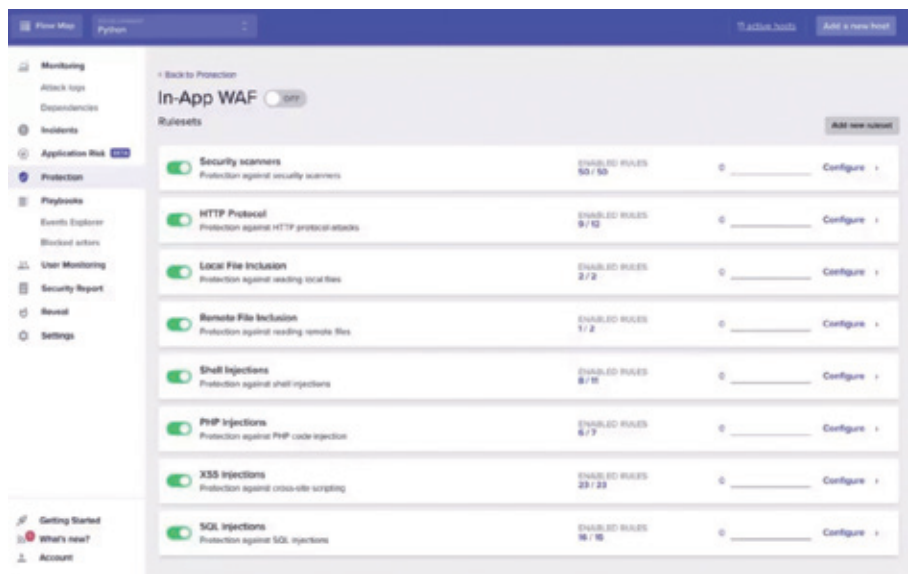 Flow Map
Python
11 active hosts
Add a new host
Monitoring
Attack logs
Dependencies
Incidents
Application Risk BETA
Protection
Playbooks
Events Explorer
Blocked actors
User Monitoring
Security Report
Reveal
Settings
Getting Started
What's new?
Account
‹ Back to Protection
In-App WAF OFF
Rulesets
Add new ruleset
Security scanners
Protection against security scanners
ENABLED RULES
50 / 50
0
Configure ›
HTTP Protocol
Protection against HTTP protocol attacks
ENABLED RULES
9 / 12
0
Configure ›
Local File Inclusion
Protection against reading local files
ENABLED RULES
2 / 2
0
Configure ›
Remote File Inclusion
Protection against reading remote files
ENABLED RULES
1 / 2
0
Configure ›
Shell Injections
Protection against shell injections
ENABLED RULES
8 / 11
0
Configure ›
PHP Injections
Protection against PHP code injection
ENABLED RULES
6 / 7
0
Configure ›
XSS Injections
Protection against cross-site scripting
ENABLED RULES
23 / 23
0
Configure ›
SQL Injections
Protection against SQL injections
ENABLED RULES
16 / 16
0
Configure ›